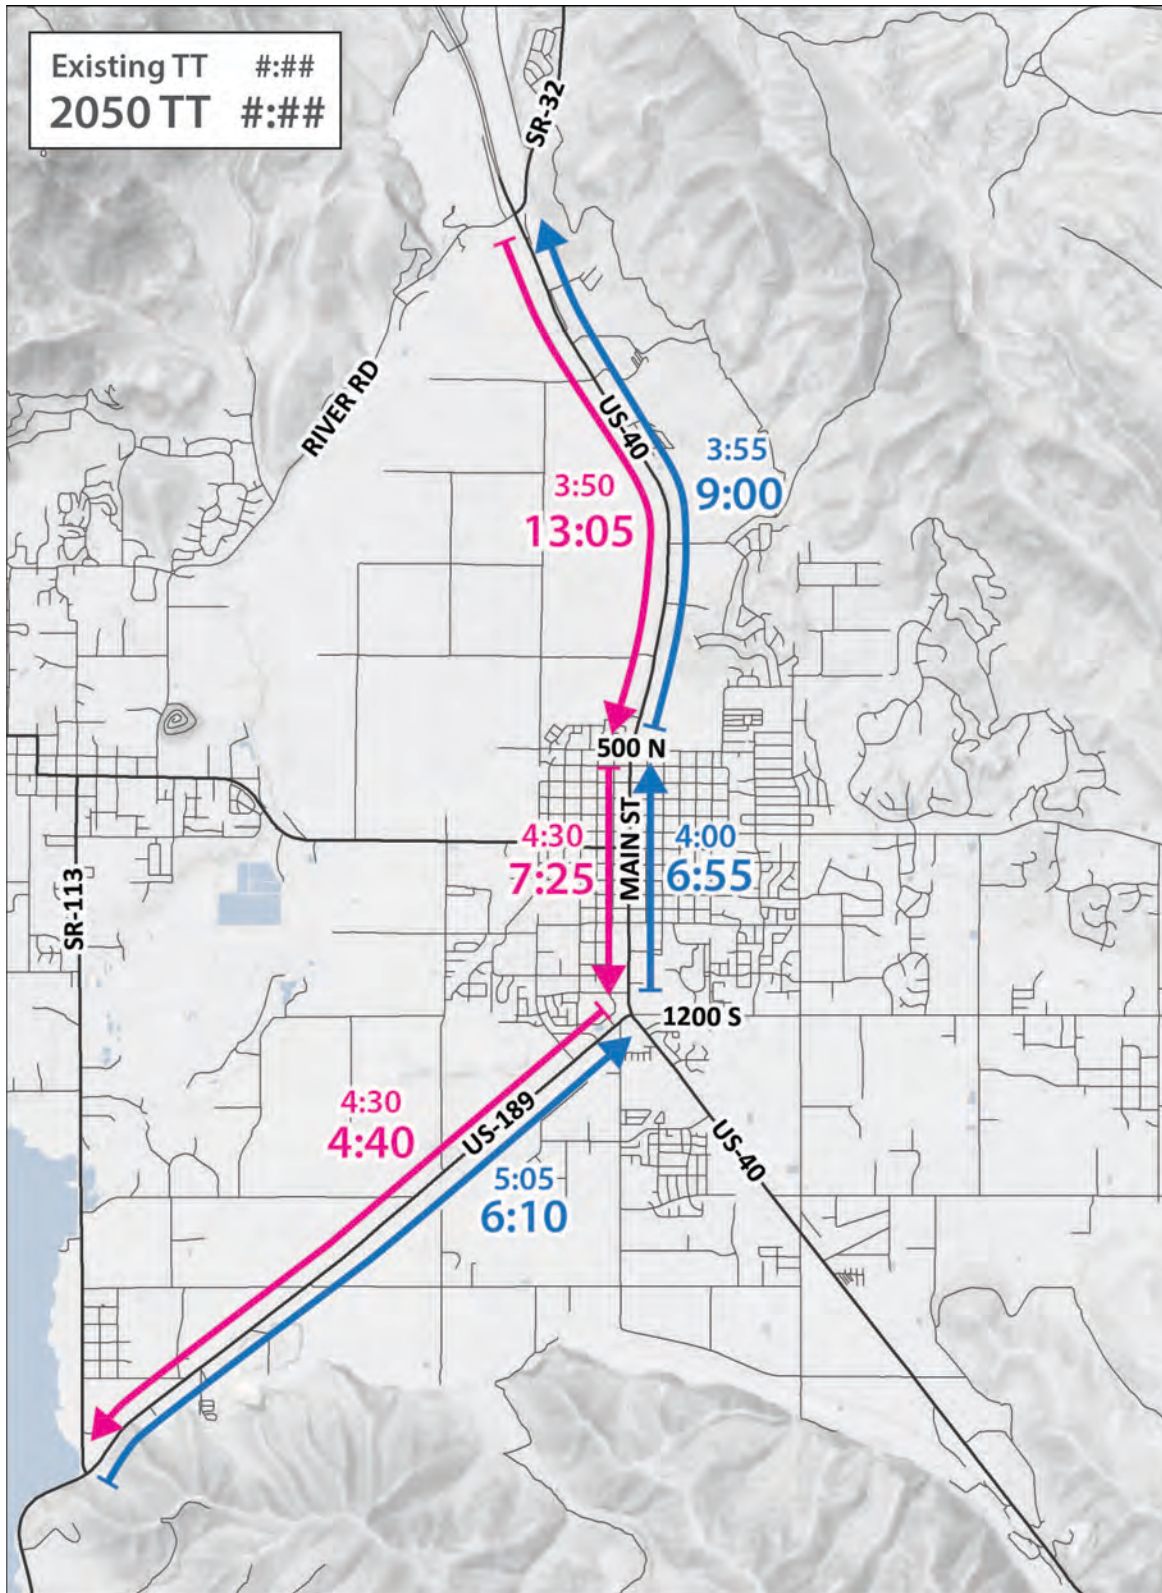 Existing TT #:##
2050 TT #:##
SR-32
RIVER RD
US-40
3:55
9:00
3:50
13:05
500 N
MAIN ST
4:30
7:25
4:00
6:55
SR-113
1200 S
4:30
4:40
US-189
US-40
5:05
6:10